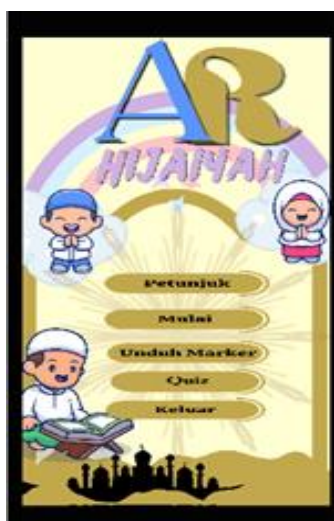 AR
HIJAIYAH
Petunjuk
Mulai
Unduh Marker
Quiz
Keluar